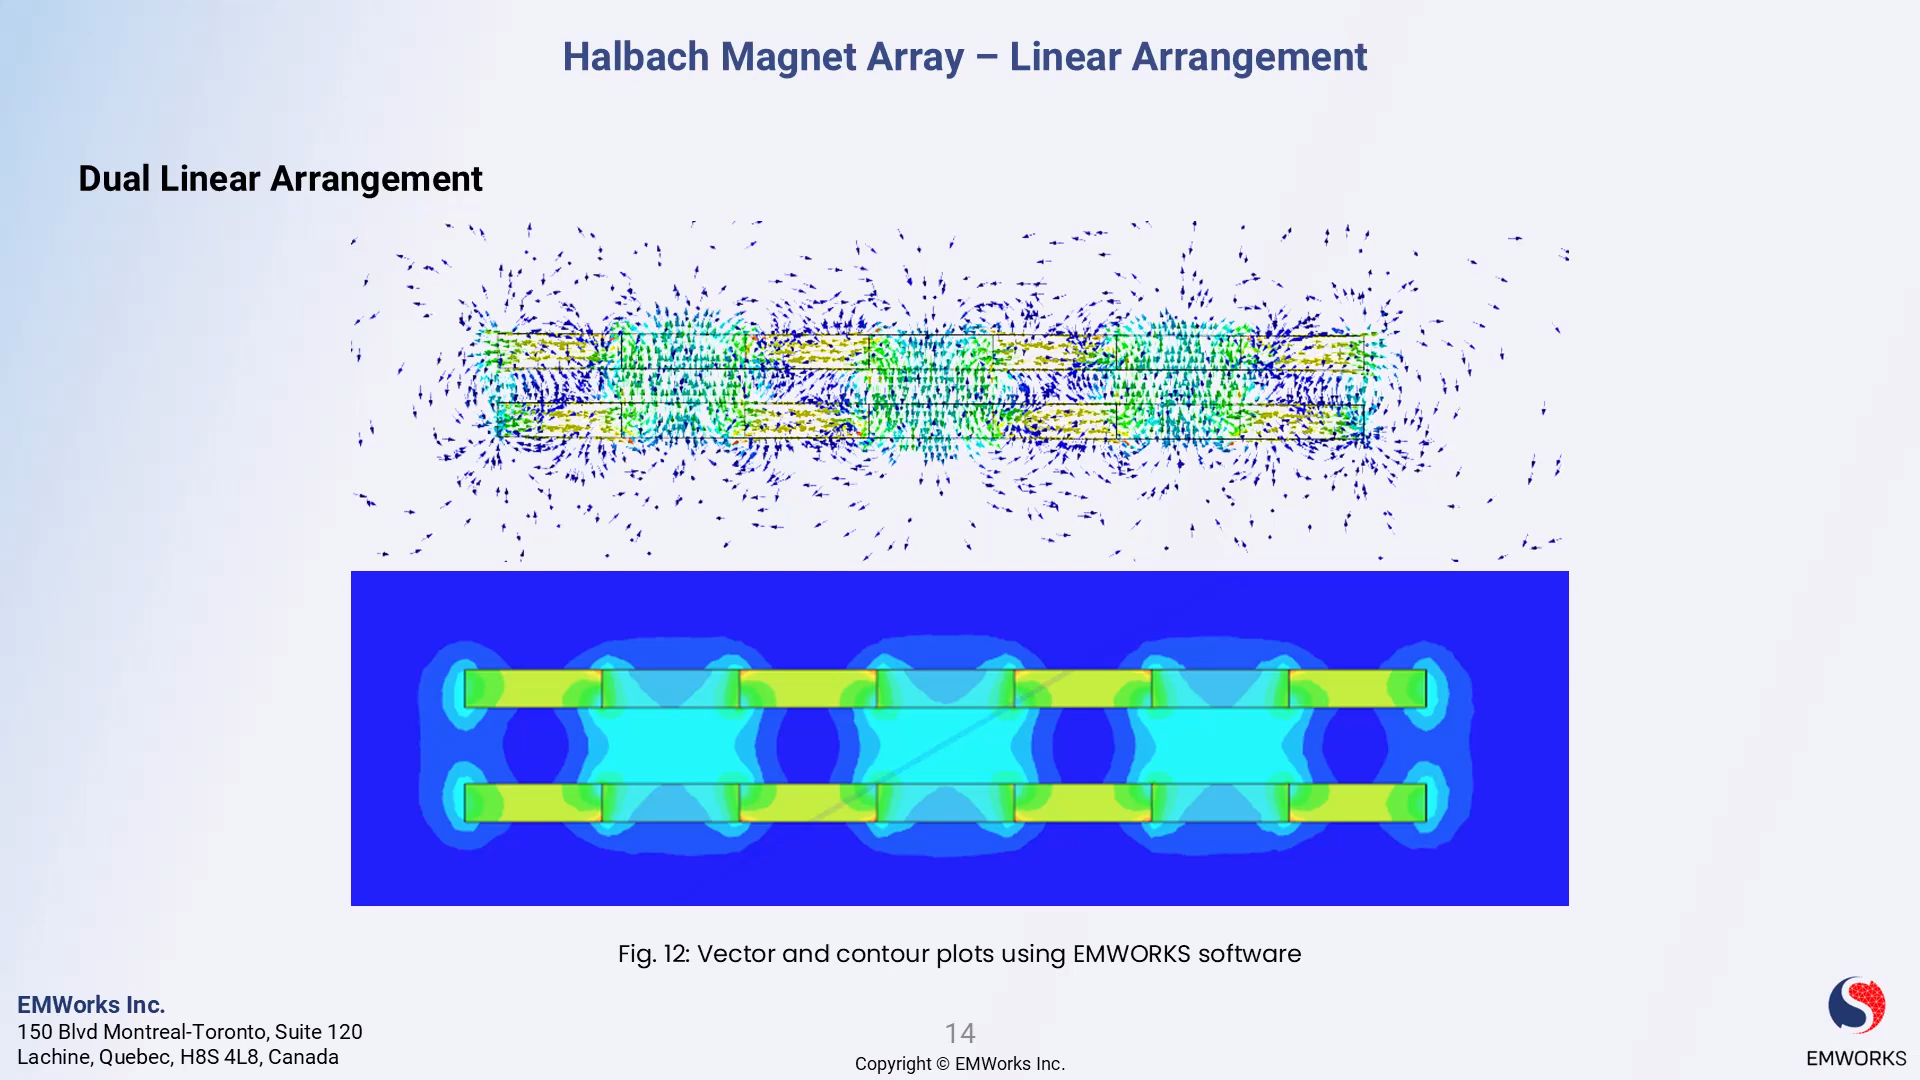 Halbach Magnet Array – Linear Arrangement
Dual Linear Arrangement
Fig. 12: Vector and contour plots using EMWORKS software
EMWorks Inc.
150 Blvd Montreal-Toronto, Suite 120
Lachine, Quebec, H8S 4L8, Canada
14
Copyright © EMWorks Inc.
EMWORKS